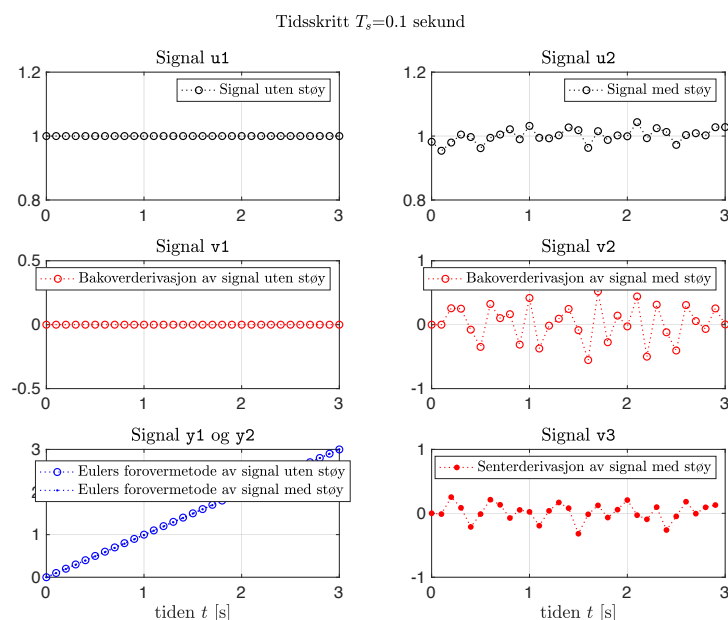 Tidsskritt T_s=0.1 sekund
Signal u1
1.2
1
0.8
Signal uten støy
0 1 2 3
Signal u2
1.2
1
0.8
Signal med støy
0 1 2 3
Signal v1
0.5
0
-0.5
Bakoverderivasjon av signal uten støy
0 1 2 3
Signal v2
1
0
-1
Bakoverderivasjon av signal med støy
0 1 2 3
Signal y1 og y2
3
2
1
0
Eulers forovermetode av signal uten støy
Eulers forovermetode av signal med støy
0 1 2 3
tiden t [s]
Signal v3
1
0
-1
Senterderivasjon av signal med støy
0 1 2 3
tiden t [s]